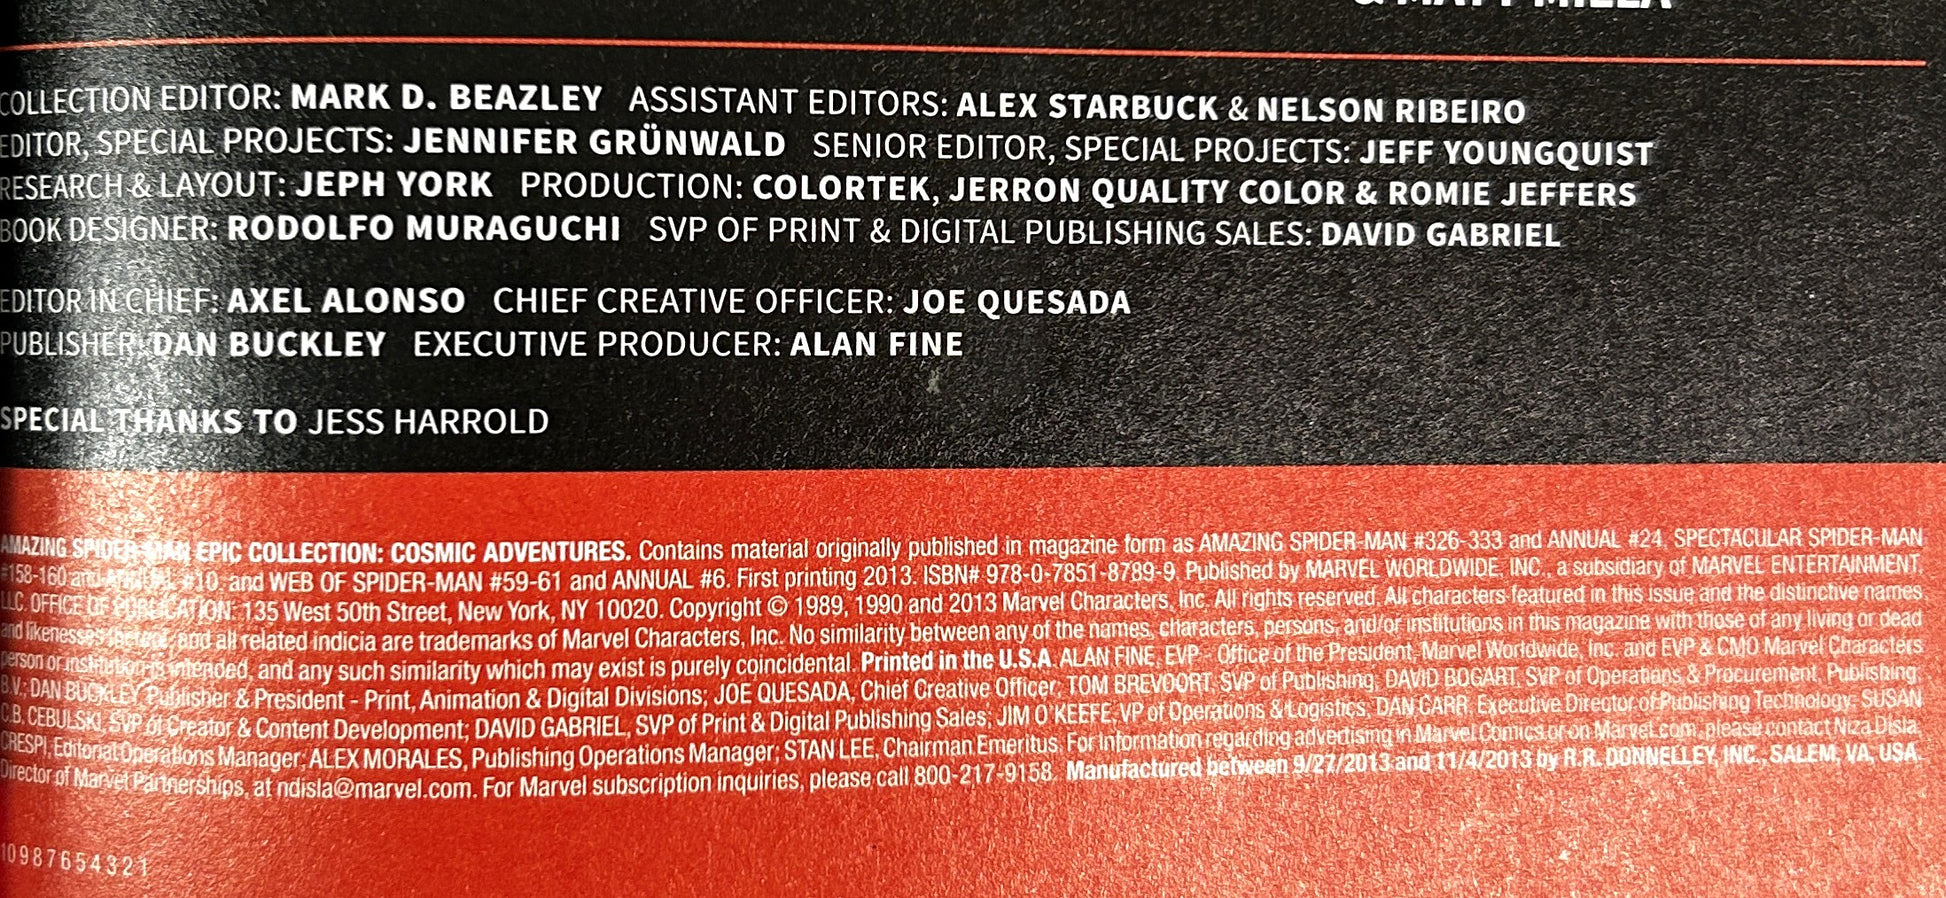 & MATT MILLA
COLLECTION EDITOR: MARK D. BEAZLEY ASSISTANT EDITORS: ALEX STARBUCK & NELSON RIBEIRO
EDITOR, SPECIAL PROJECTS: JENNIFER GRÜNWALD SENIOR EDITOR, SPECIAL PROJECTS: JEFF YOUNGQUIST
RESEARCH & LAYOUT: JEPH YORK PRODUCTION: COLORTEK, JERRON QUALITY COLOR & ROMIE JEFFERS
BOOK DESIGNER: RODOLFO MURAGUCHI SVP OF PRINT & DIGITAL PUBLISHING SALES: DAVID GABRIEL
EDITOR IN CHIEF: AXEL ALONSO CHIEF CREATIVE OFFICER: JOE QUESADA
PUBLISHER: DAN BUCKLEY EXECUTIVE PRODUCER: ALAN FINE
SPECIAL THANKS TO JESS HARROLD
AMAZING SPIDER-MAN EPIC COLLECTION: COSMIC ADVENTURES. Contains material originally published in magazine form as AMAZING SPIDER-MAN #326-333 and ANNUAL #24, SPECTACULAR SPIDER-MAN
#158-160 and ANNUAL #10, and WEB OF SPIDER-MAN #59-61 and ANNUAL #6. First printing 2013. ISBN# 978-0-7851-8789-9. Published by MARVEL WORLDWIDE, INC., a subsidiary of MARVEL ENTERTAINMENT,
LLC. OFFICE OF PUBLICATION: 135 West 50th Street, New York, NY 10020. Copyright © 1989, 1990 and 2013 Marvel Characters, Inc. All rights reserved. All characters featured in this issue and the distinctive names
and likenesses thereof, and all related indicia are trademarks of Marvel Characters, Inc. No similarity between any of the names, characters, persons, and/or institutions in this magazine with those of any living or dead
person or institution is intended, and any such similarity which may exist is purely coincidental. Printed in the U.S.A. ALAN FINE, EVP - Office of the President, Marvel Worldwide, Inc. and EVP & CMO Marvel Characters
B.V.; DAN BUCKLEY, Publisher & President - Print, Animation & Digital Divisions; JOE QUESADA, Chief Creative Officer; TOM BREVOORT, SVP of Publishing; DAVID BOGART, SVP of Operations & Procurement, Publishing;
C.B. CEBULSKI, SVP of Creator & Content Development; DAVID GABRIEL, SVP of Print & Digital Publishing Sales; JIM O'KEEFE, VP of Operations & Logistics; DAN CARR, Executive Director of Publishing Technology; SUSAN
CRESPI, Editorial Operations Manager; ALEX MORALES, Publishing Operations Manager; STAN LEE, Chairman Emeritus. For information regarding advertising in Marvel Comics or on Marvel.com, please contact Niza Disla,
Director of Marvel Partnerships, at ndisla@marvel.com. For Marvel subscription inquiries, please call 800-217-9158. Manufactured between 9/27/2013 and 11/4/2013 by R.R. DONNELLEY, INC., SALEM, VA, USA.
10 9 8 7 6 5 4 3 2 1